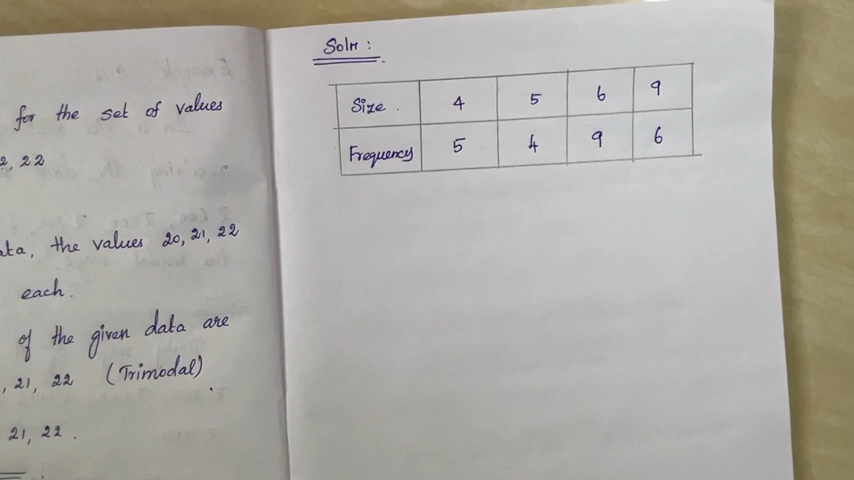 for the set of values
2, 22
ata, the values 20, 21, 22
each.
of the given data are
, 21, 22 (Trimodal).
21, 22.
Soln:
Size. 4 5 6 9
Frequency 5 4 9 6